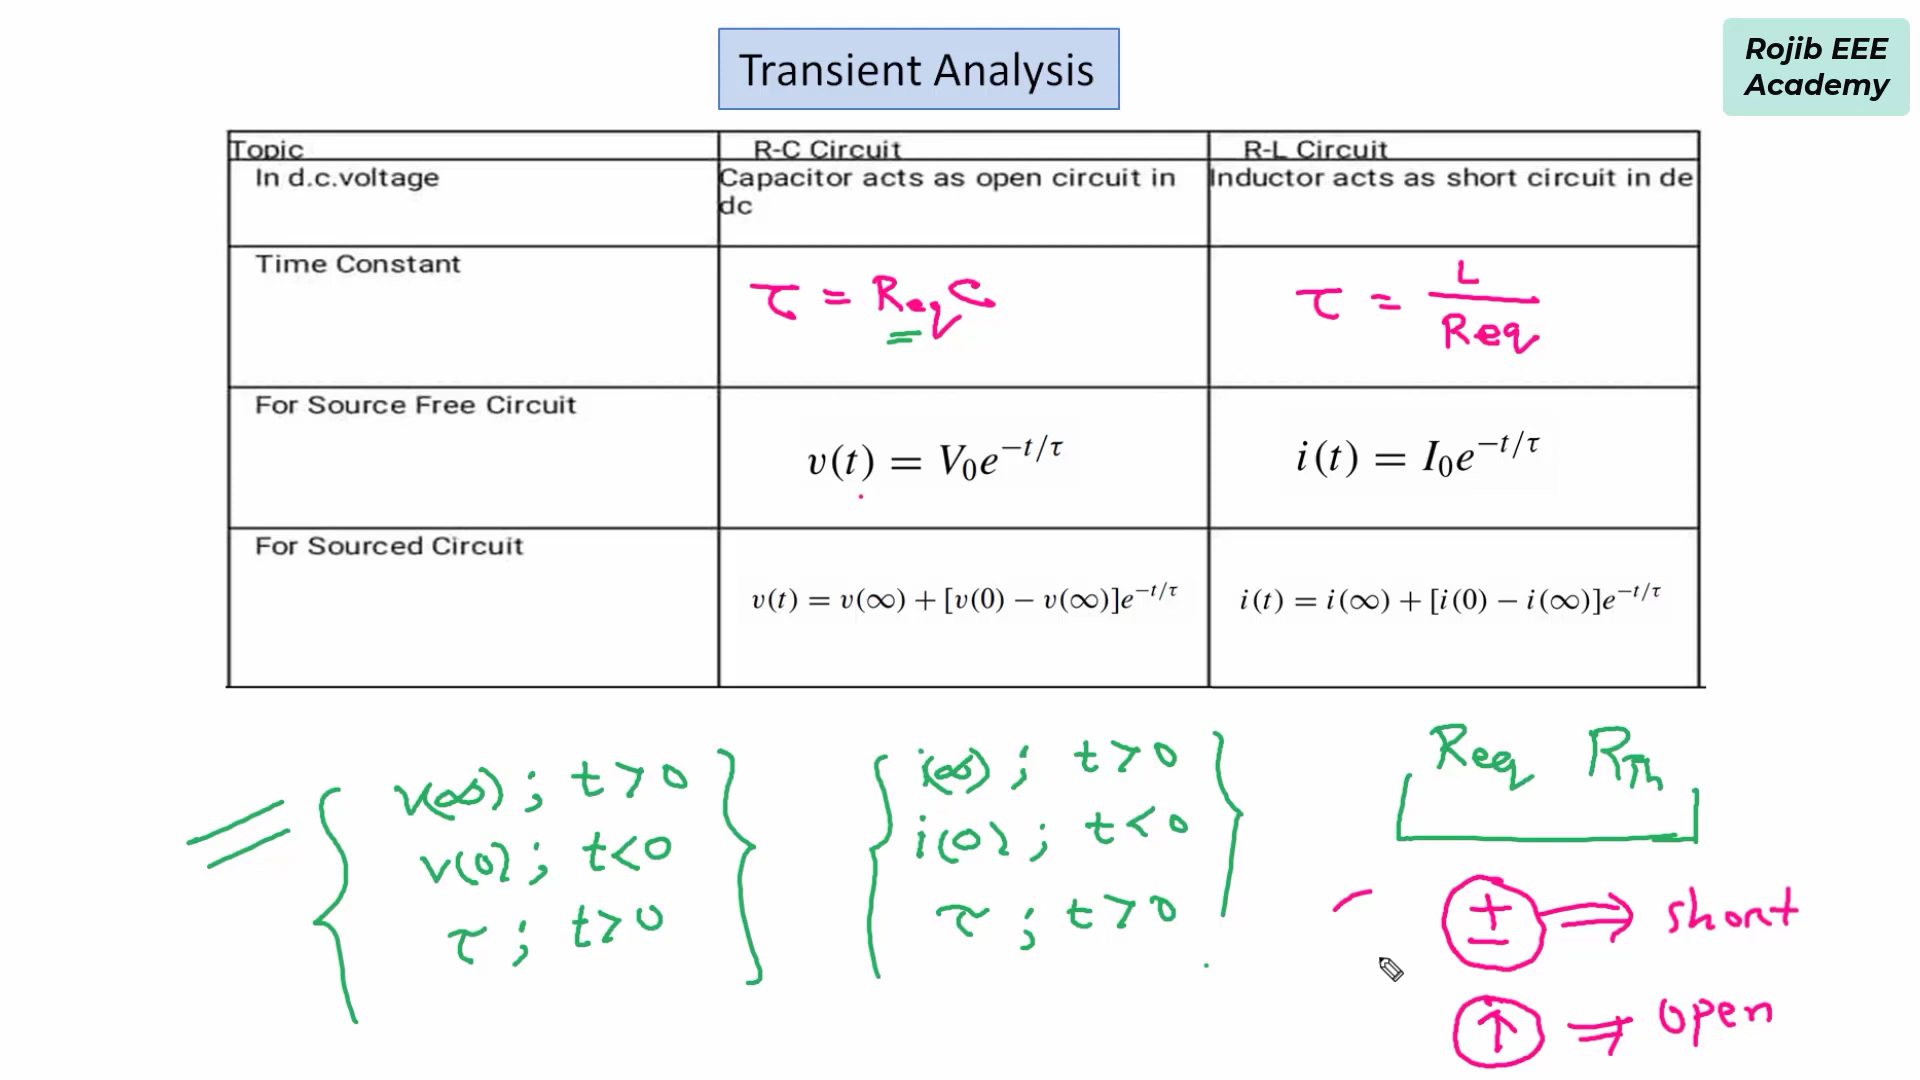 Transient Analysis
Rojib EEE
Academy
Topic R-C Circuit R-L Circuit
In d.c.voltage Capacitor acts as open circuit in Inductor acts as short circuit in de
dc
Time Constant τ = Req C τ = L / Req
For Source Free Circuit v(t) = V₀e^{-t/τ} i(t) = I₀e^{-t/τ}
For Sourced Circuit
v(t) = v(∞) + [v(0) − v(∞)]e^{-t/τ} i(t) = i(∞) + [i(0) − i(∞)]e^{-t/τ}
v(∞) ; t > 0 i(∞) ; t > 0 Req RTh
v(0) ; t < 0 i(0) ; t < 0
τ ; t > 0 τ ; t > 0
± ⇒ short
↑ ⇒ open